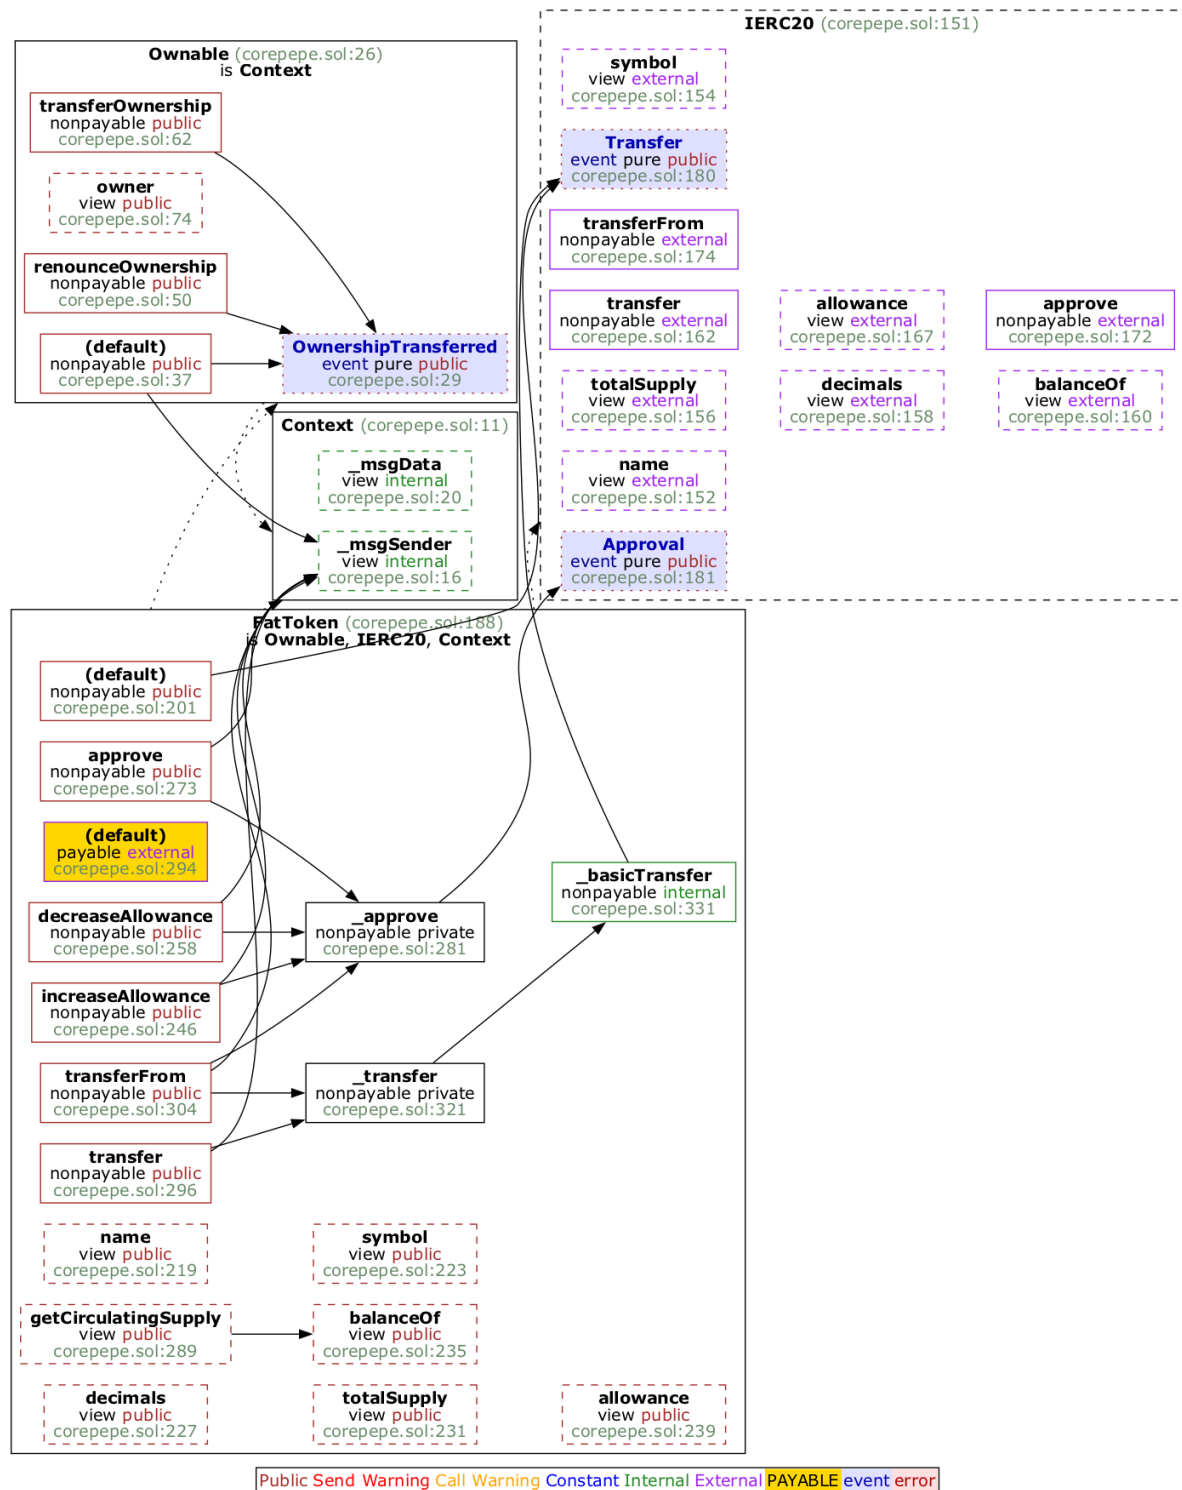 Ownable (corepepe.sol:26)
is Context
transferOwnership
nonpayable public
corepepe.sol:62
owner
view public
corepepe.sol:74
renounceOwnership
nonpayable public
corepepe.sol:50
(default)
nonpayable public
corepepe.sol:37
OwnershipTransferred
event pure public
corepepe.sol:29
Context (corepepe.sol:11)
_msgData
view internal
corepepe.sol:20
_msgSender
view internal
corepepe.sol:16
IERC20 (corepepe.sol:151)
symbol
view external
corepepe.sol:154
Transfer
event pure public
corepepe.sol:180
transferFrom
nonpayable external
corepepe.sol:174
transfer
nonpayable external
corepepe.sol:162
allowance
view external
corepepe.sol:167
approve
nonpayable external
corepepe.sol:172
totalSupply
view external
corepepe.sol:156
decimals
view external
corepepe.sol:158
balanceOf
view external
corepepe.sol:160
name
view external
corepepe.sol:152
Approval
event pure public
corepepe.sol:181
FatToken (corepepe.sol:188)
is Ownable, IERC20, Context
(default)
nonpayable public
corepepe.sol:201
approve
nonpayable public
corepepe.sol:273
(default)
payable external
corepepe.sol:294
decreaseAllowance
nonpayable public
corepepe.sol:258
_approve
nonpayable private
corepepe.sol:281
_basicTransfer
nonpayable internal
corepepe.sol:331
increaseAllowance
nonpayable public
corepepe.sol:246
transferFrom
nonpayable public
corepepe.sol:304
_transfer
nonpayable private
corepepe.sol:321
transfer
nonpayable public
corepepe.sol:296
name
view public
corepepe.sol:219
symbol
view public
corepepe.sol:223
getCirculatingSupply
view public
corepepe.sol:289
balanceOf
view public
corepepe.sol:235
decimals
view public
corepepe.sol:227
totalSupply
view public
corepepe.sol:231
allowance
view public
corepepe.sol:239
Public Send Warning Call Warning Constant Internal External PAYABLE event error